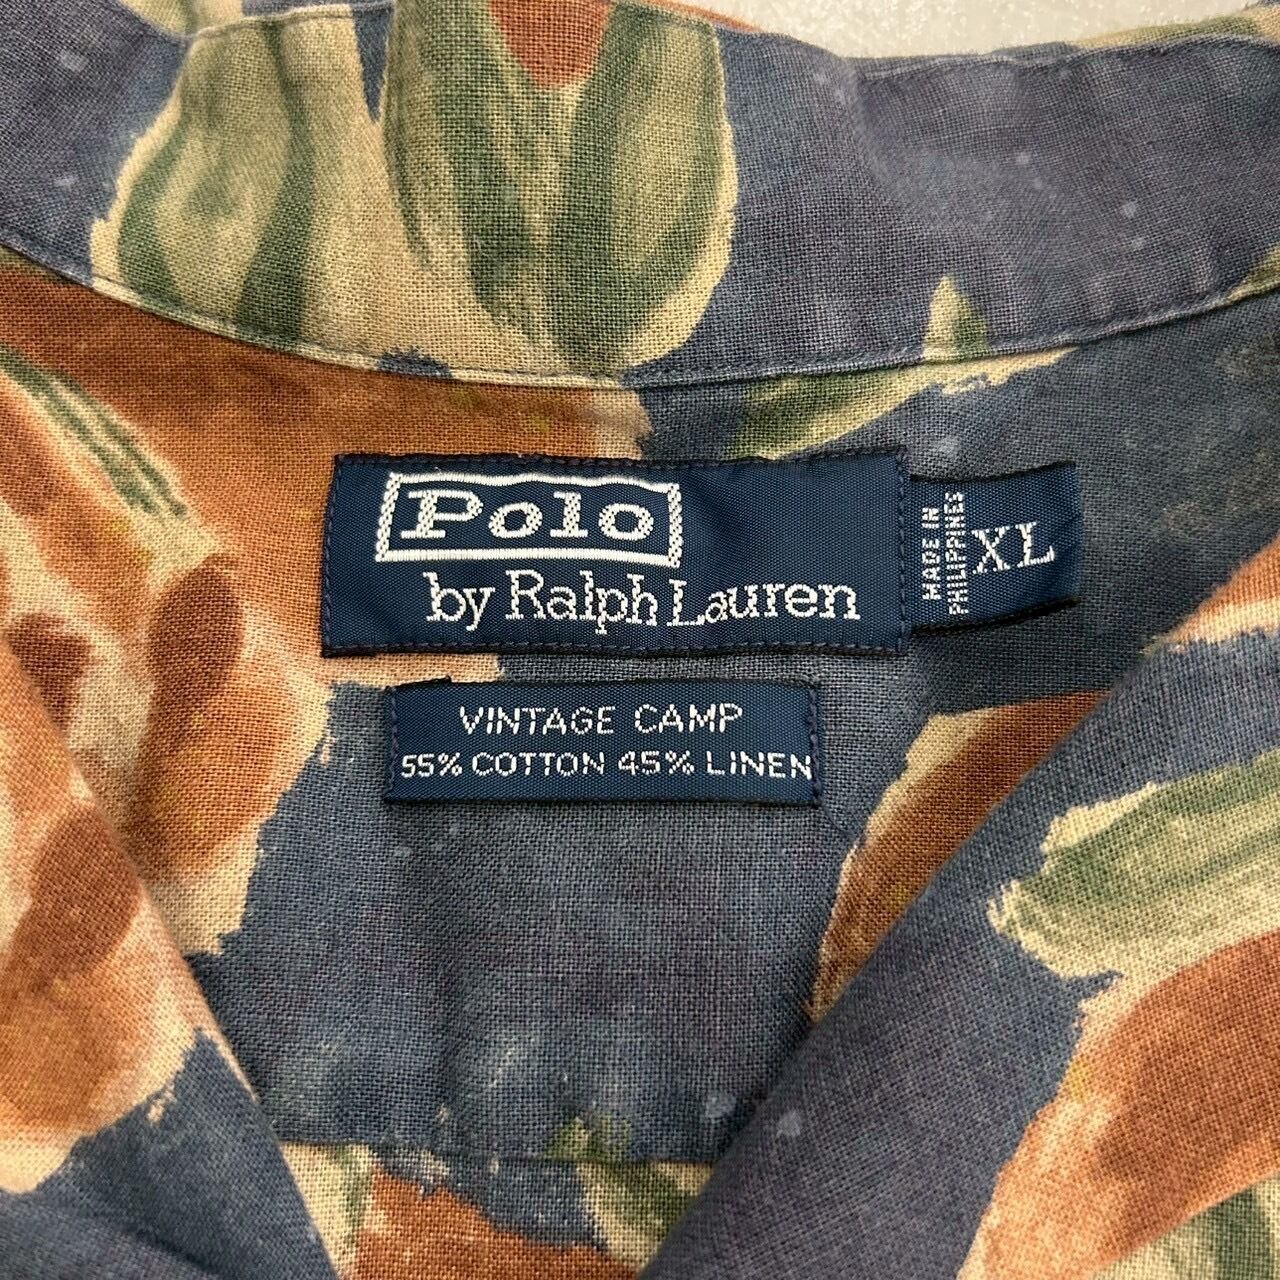 Polo
by Ralph Lauren
MADE IN
PHILIPPINES
XL
VINTAGE CAMP
55% COTTON 45% LINEN